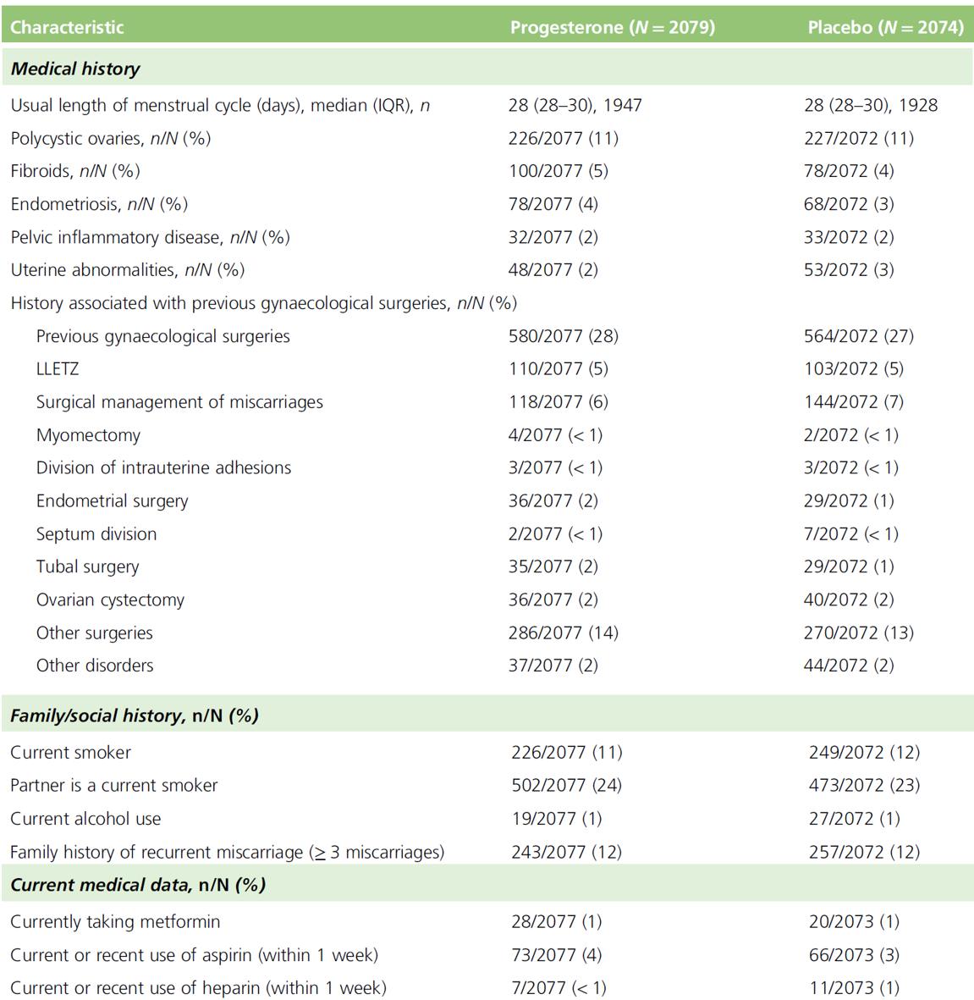 Characteristic Progesterone (N = 2079) Placebo (N = 2074)
Medical history
Usual length of menstrual cycle (days), median (IQR), n 28 (28–30), 1947 28 (28–30), 1928
Polycystic ovaries, n/N (%) 226/2077 (11) 227/2072 (11)
Fibroids, n/N (%) 100/2077 (5) 78/2072 (4)
Endometriosis, n/N (%) 78/2077 (4) 68/2072 (3)
Pelvic inflammatory disease, n/N (%) 32/2077 (2) 33/2072 (2)
Uterine abnormalities, n/N (%) 48/2077 (2) 53/2072 (3)
History associated with previous gynaecological surgeries, n/N (%)
Previous gynaecological surgeries 580/2077 (28) 564/2072 (27)
LLETZ 110/2077 (5) 103/2072 (5)
Surgical management of miscarriages 118/2077 (6) 144/2072 (7)
Myomectomy 4/2077 (< 1) 2/2072 (< 1)
Division of intrauterine adhesions 3/2077 (< 1) 3/2072 (< 1)
Endometrial surgery 36/2077 (2) 29/2072 (1)
Septum division 2/2077 (< 1) 7/2072 (< 1)
Tubal surgery 35/2077 (2) 29/2072 (1)
Ovarian cystectomy 36/2077 (2) 40/2072 (2)
Other surgeries 286/2077 (14) 270/2072 (13)
Other disorders 37/2077 (2) 44/2072 (2)
Family/social history, n/N (%)
Current smoker 226/2077 (11) 249/2072 (12)
Partner is a current smoker 502/2077 (24) 473/2072 (23)
Current alcohol use 19/2077 (1) 27/2072 (1)
Family history of recurrent miscarriage (≥ 3 miscarriages) 243/2077 (12) 257/2072 (12)
Current medical data, n/N (%)
Currently taking metformin 28/2077 (1) 20/2073 (1)
Current or recent use of aspirin (within 1 week) 73/2077 (4) 66/2073 (3)
Current or recent use of heparin (within 1 week) 7/2077 (< 1) 11/2073 (1)